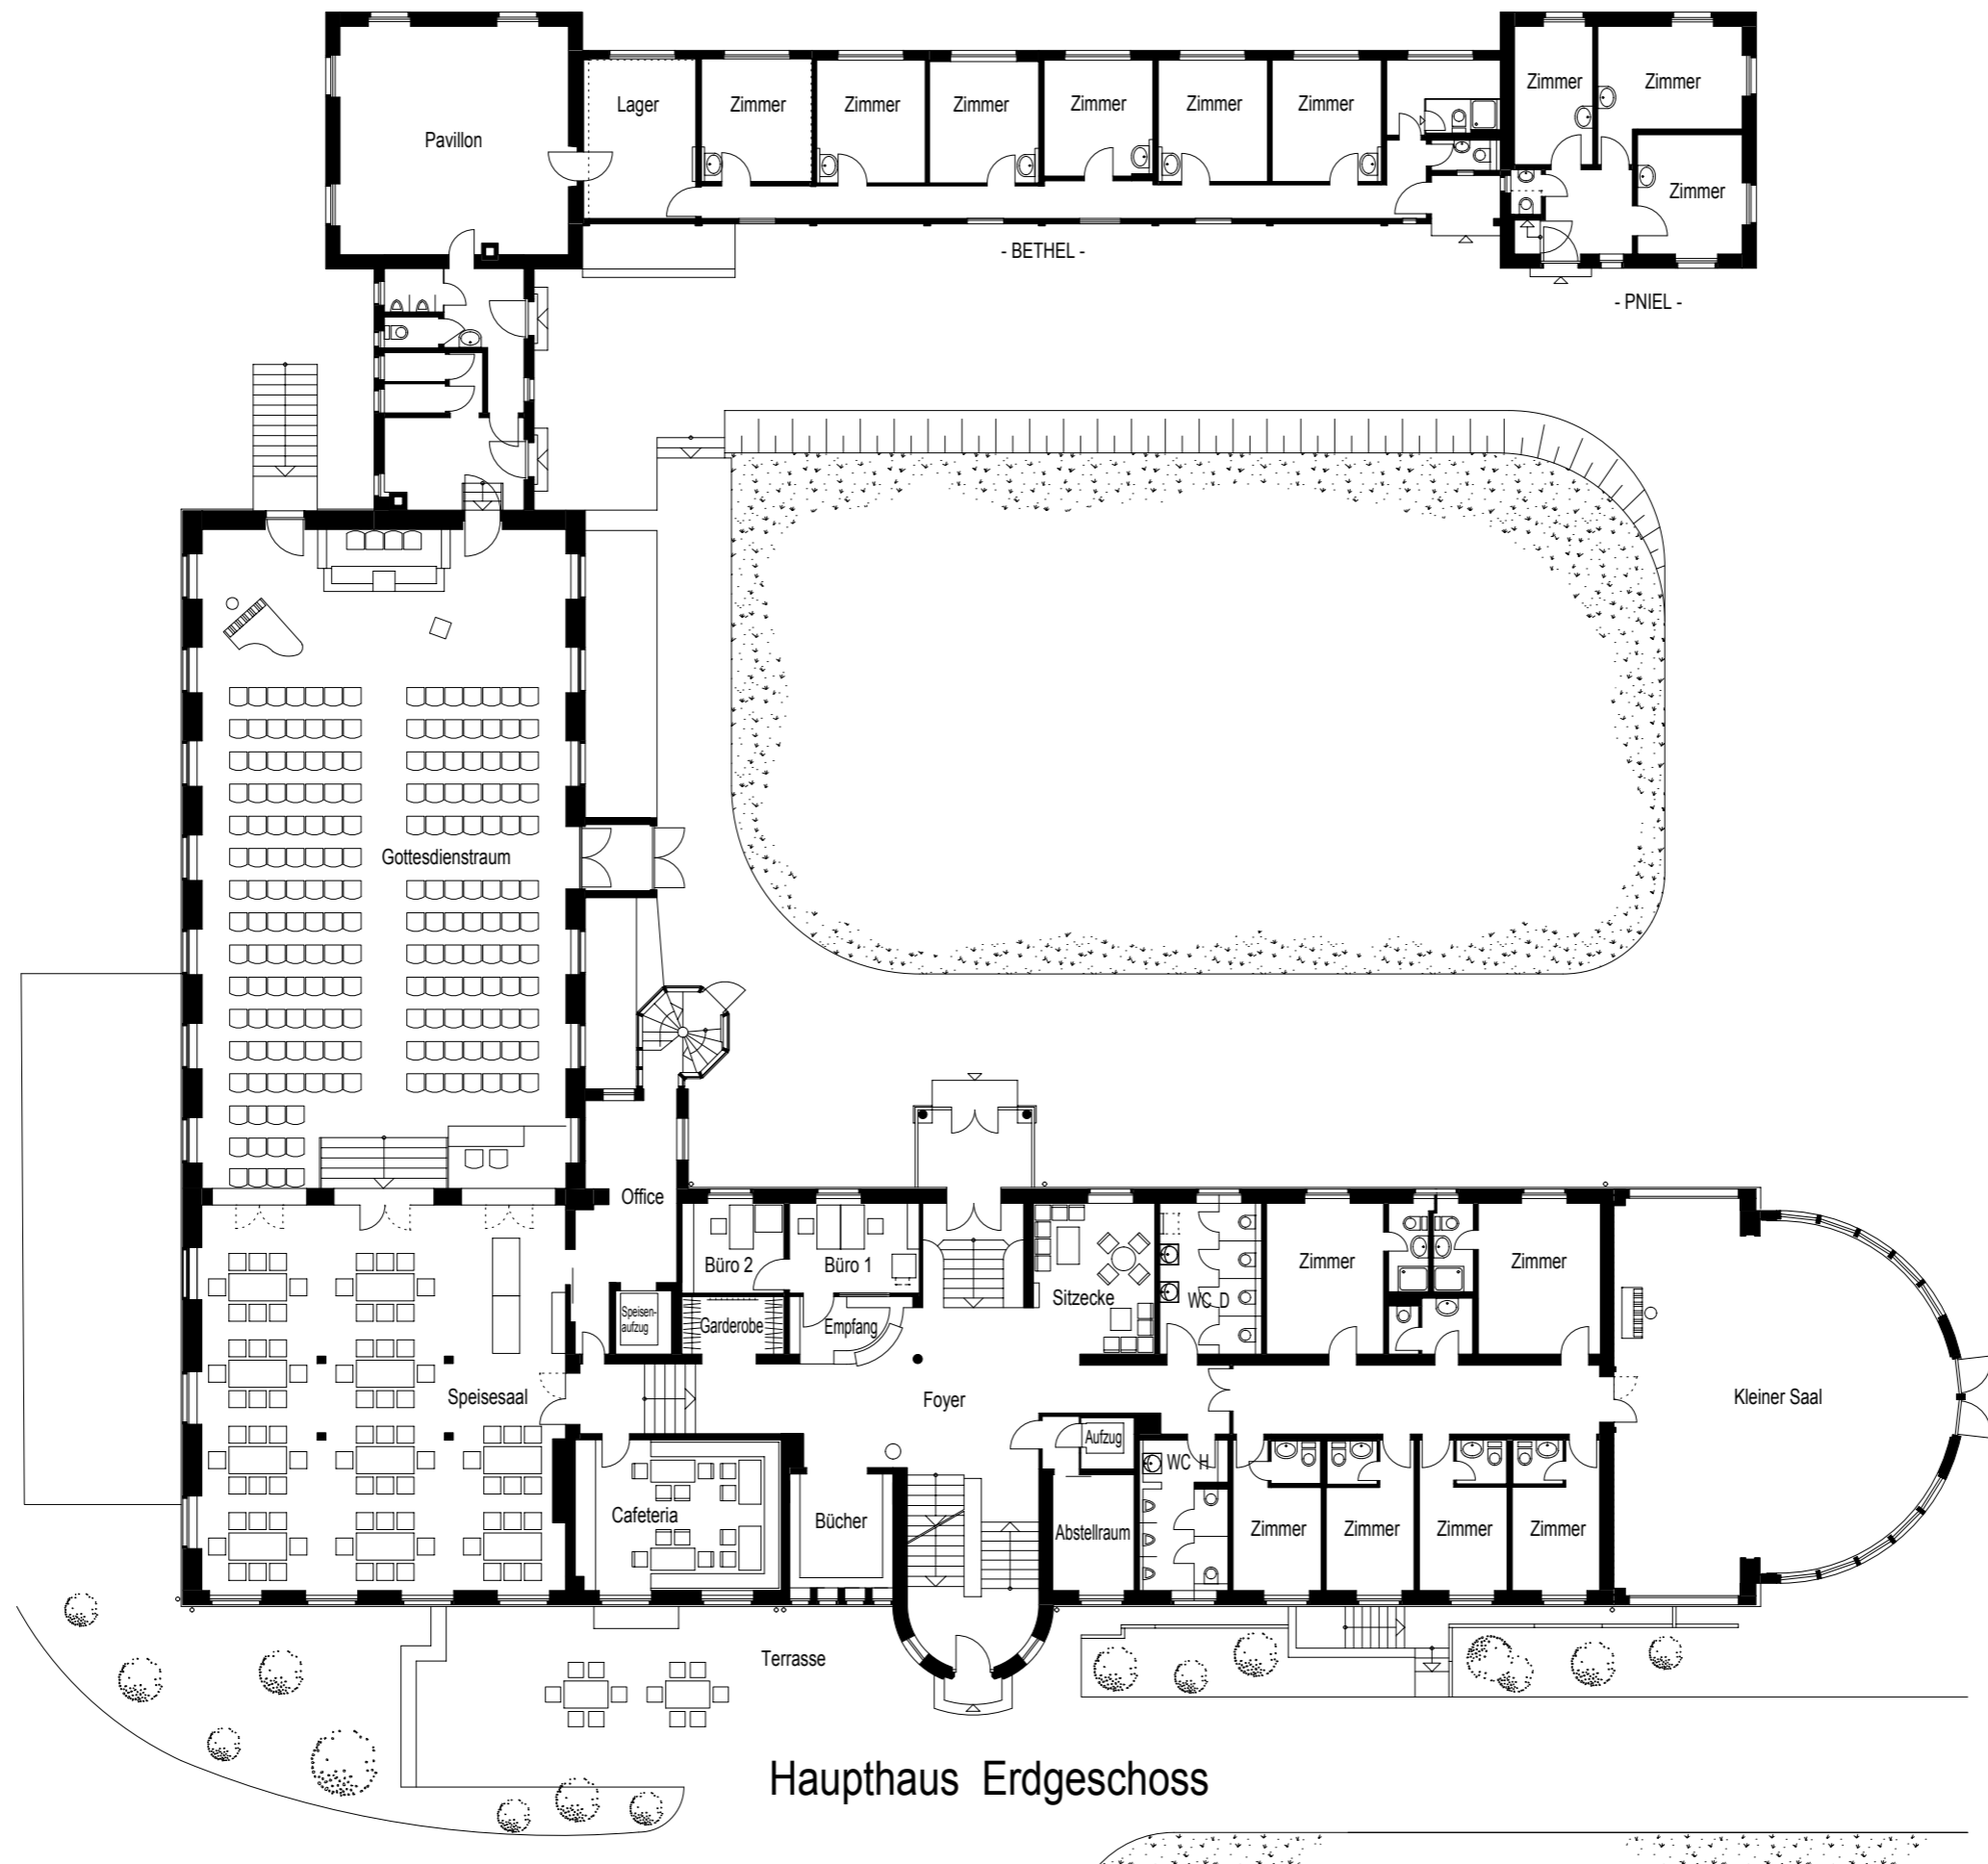 Pavillon
Lager
Zimmer
Zimmer
Zimmer
Zimmer
Zimmer
Zimmer
Zimmer
Zimmer
Zimmer
- BETHEL -
- PNIEL -
Gottesdienstraum
Office
Büro 2
Büro 1
Speisen-
aufzug
Garderobe
Empfang
Sitzecke
WC D
Zimmer
Zimmer
Speisesaal
Foyer
Kleiner Saal
Aufzug
WC H
Cafeteria
Bücher
Abstellraum
Zimmer
Zimmer
Zimmer
Zimmer
Terrasse
Haupthaus Erdgeschoss